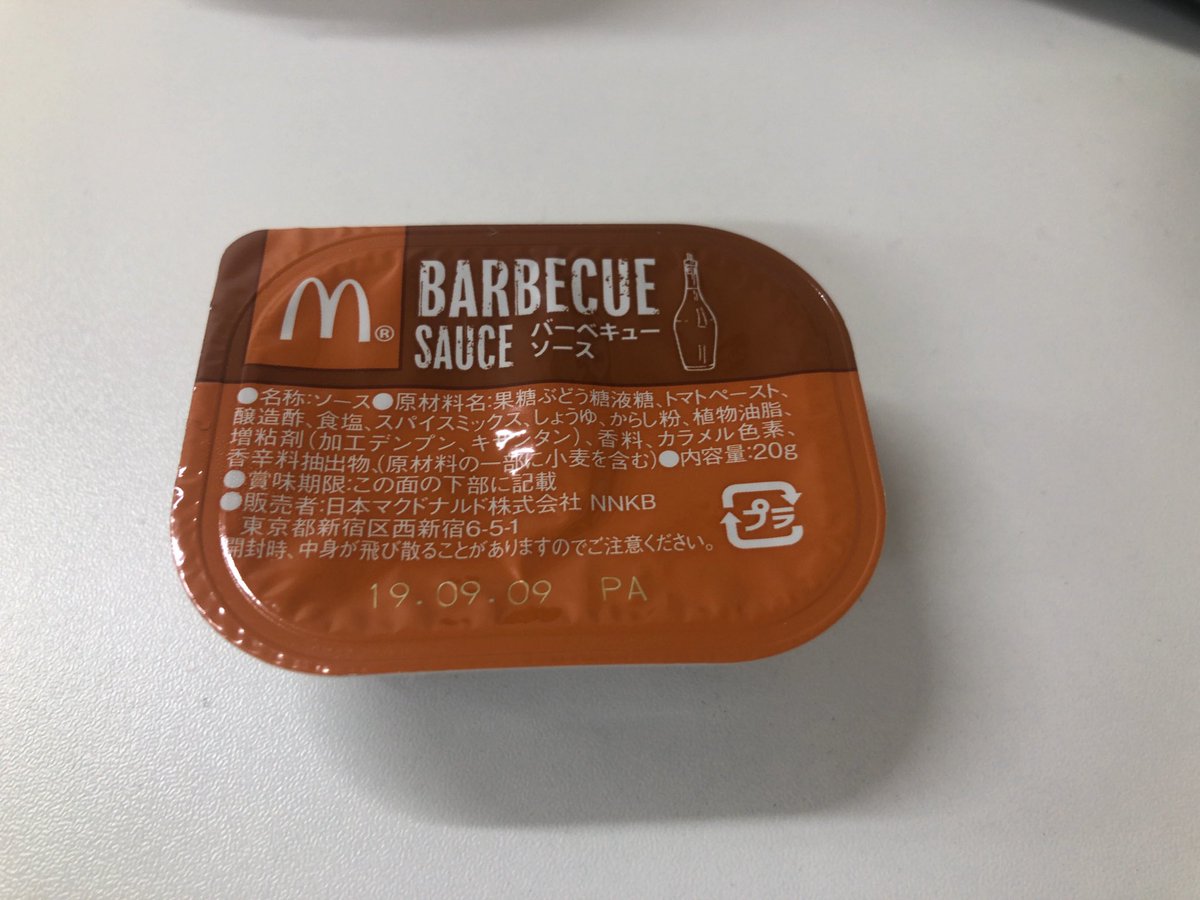 M®
BARBECUE
SAUCE バーベキュー
ソース
●名称:ソース●原材料名:果糖ぶどう糖液糖、トマトペースト、
醸造酢、食塩、スパイスミックス、しょうゆ、からし粉、植物油脂、
増粘剤(加工デンプン、キサンタン)、香料、カラメル色素、
香辛料抽出物、(原材料の一部に小麦を含む)●内容量:20g
●賞味期限:この面の下部に記載
●販売者:日本マクドナルド株式会社 NNKB
東京都新宿区西新宿6-5-1
開封時、中身が飛び散ることがありますのでご注意ください。
プラ
19.09.09 PA